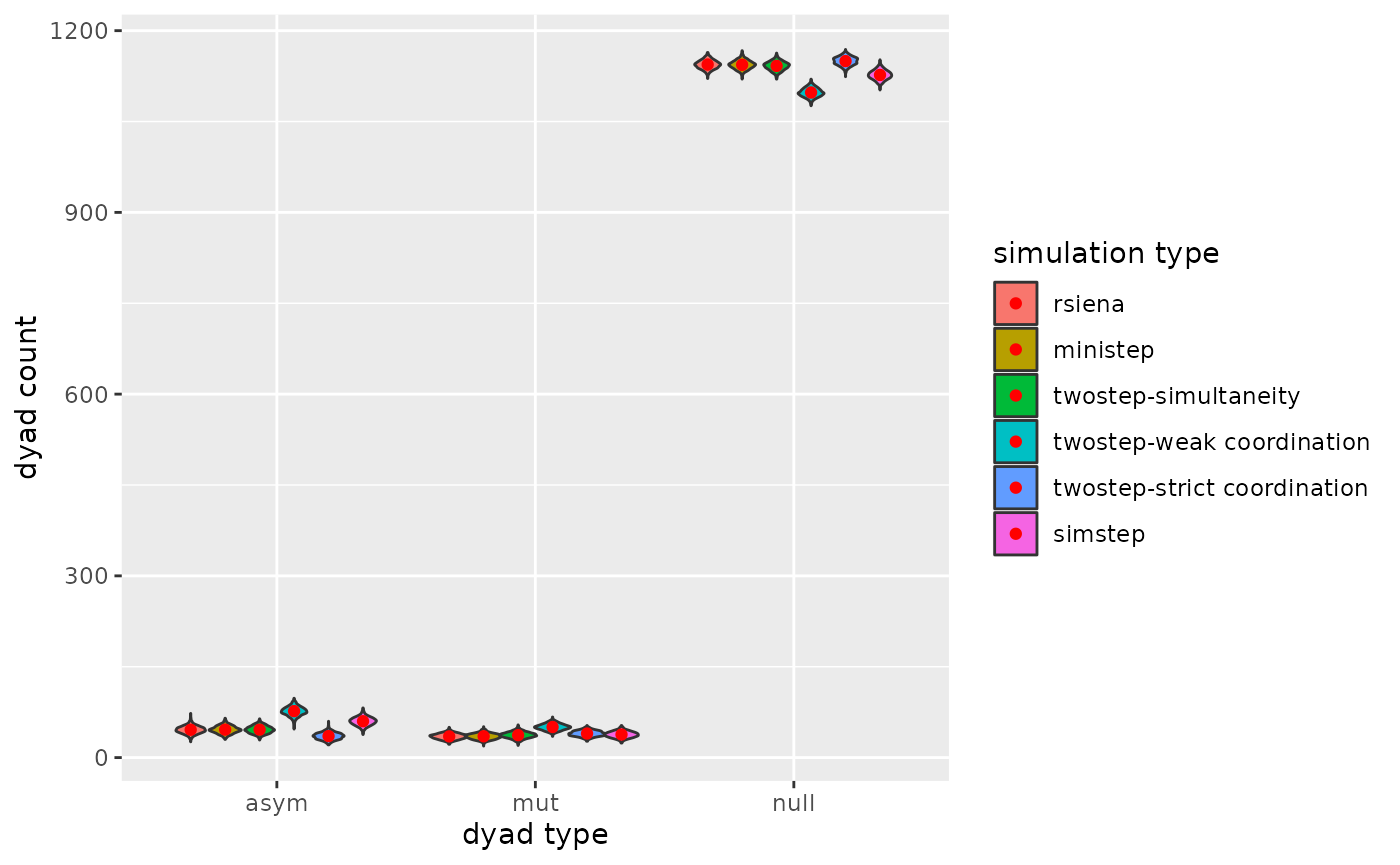 1200
900
600
300
0
dyad count
asym
mut
null
dyad type
simulation type
rsiena
ministep
twostep-simultaneity
twostep-weak coordination
twostep-strict coordination
simstep